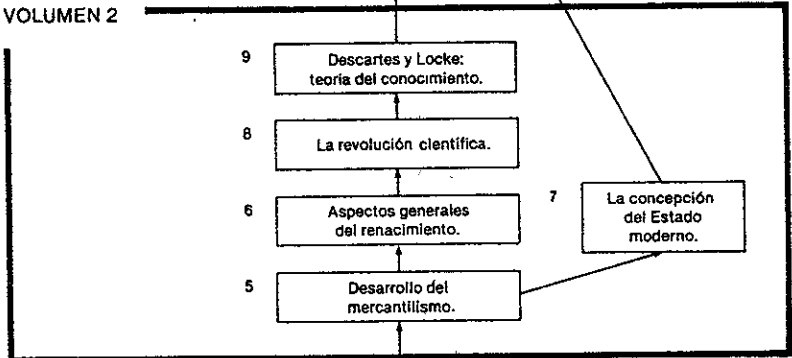 VOLUMEN 2
9
Descartes y Locke:
teoría del conocimiento.
8
La revolución científica.
6
Aspectos generales
del renacimiento.
7
La concepción
del Estado
moderno.
5
Desarrollo del
mercantilismo.